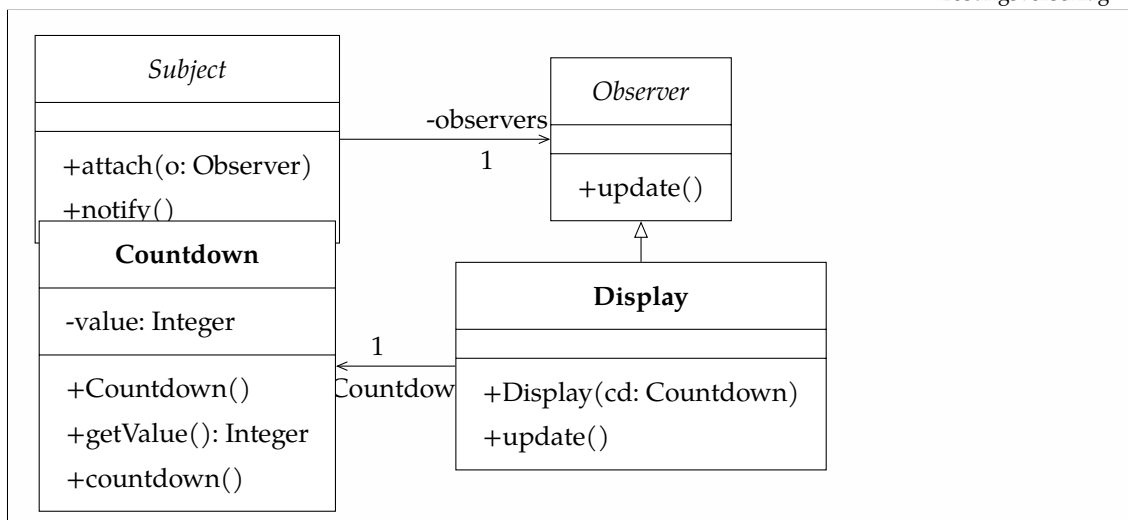 Subject
+attach(o: Observer)
+notify()
-observers
1
Observer
+update()
Countdown
-value: Integer
+Countdown()
+getValue(): Integer
+countdown()
1
Countdow
Display
+Display(cd: Countdown)
+update()